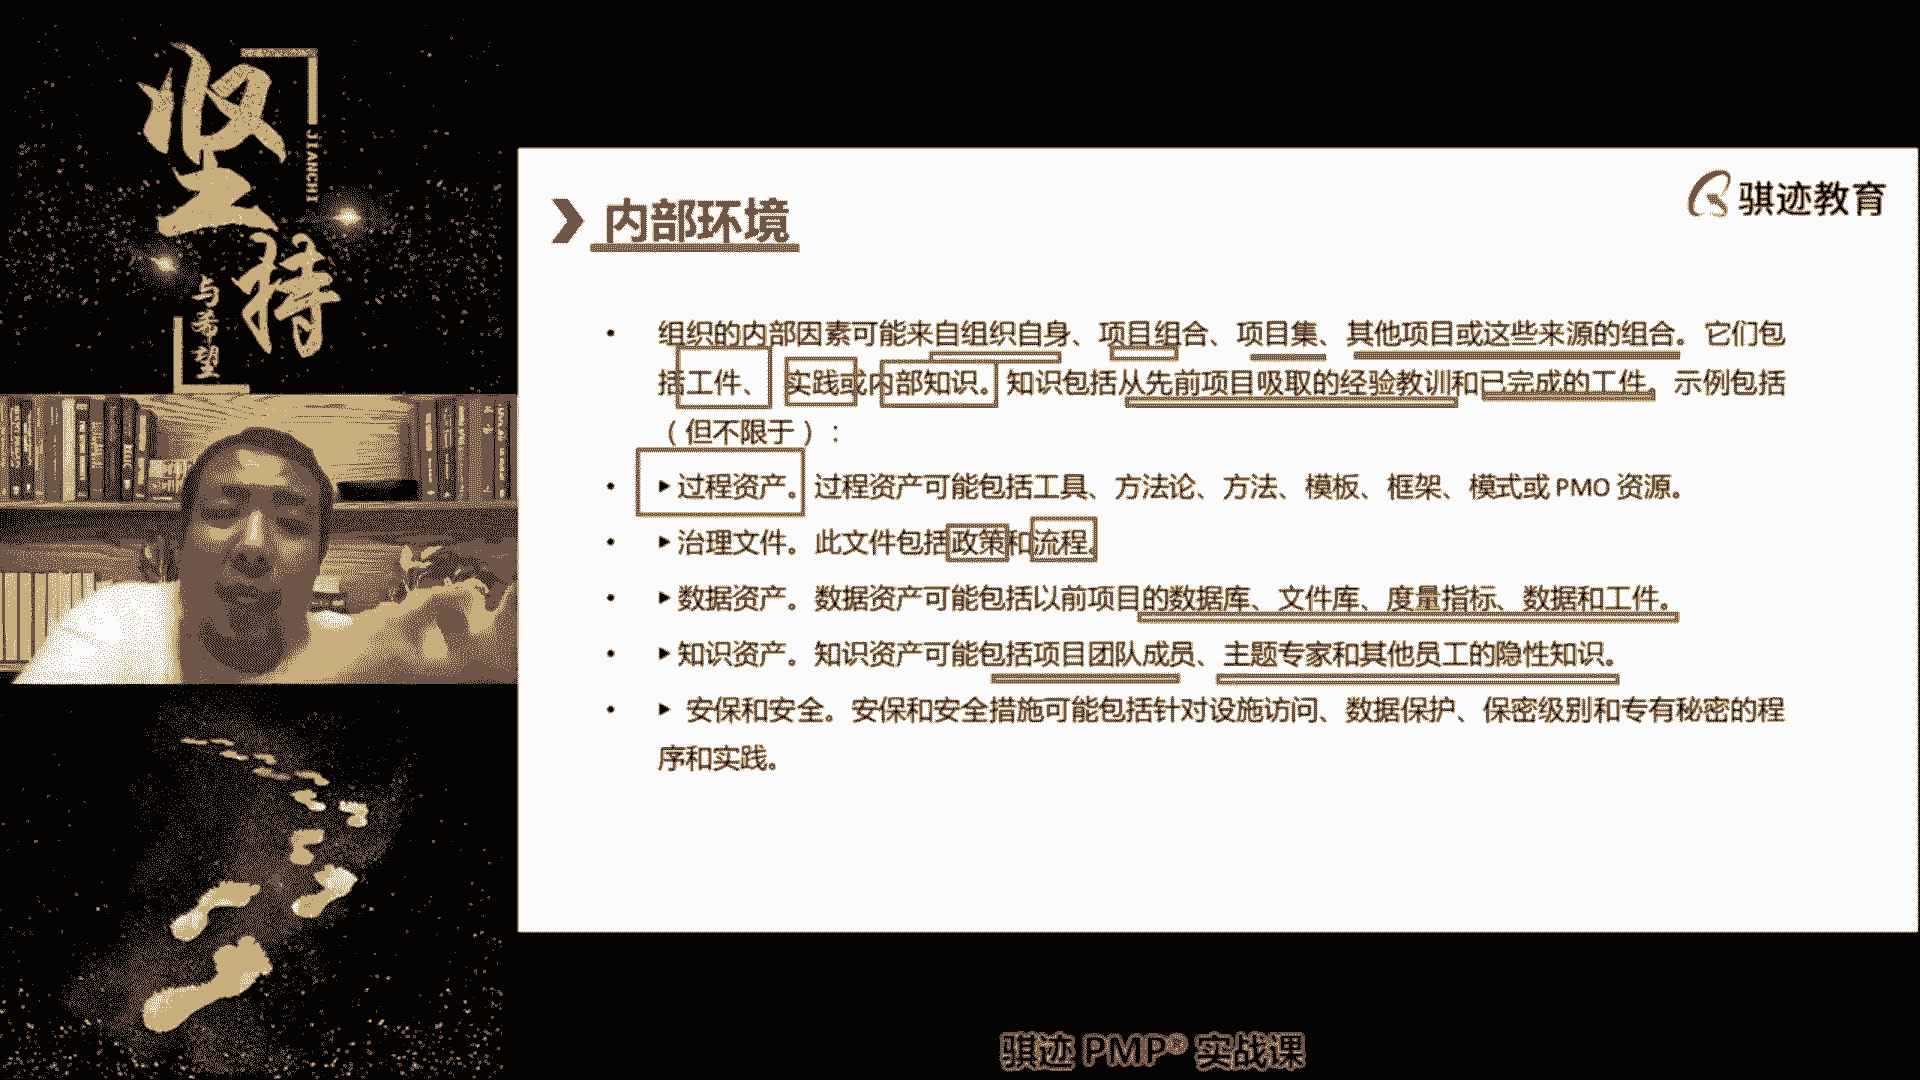 坚持
JIANCHI
与希望
骐迹教育
内部环境
• 组织的内部因素可能来自组织自身、项目组合、项目集、其他项目或这些来源的组合。它们包
括工件、实践或内部知识。知识包括从先前项目吸取的经验教训和已完成的工件。示例包括
（但不限于）：
• ▶过程资产。过程资产可能包括工具、方法论、方法、模板、框架、模式或 PMO 资源。
• ▶治理文件。此文件包括政策和流程。
• ▶数据资产。数据资产可能包括以前项目的数据库、文件库、度量指标、数据和工件。
• ▶知识资产。知识资产可能包括项目团队成员、主题专家和其他员工的隐性知识。
• ▶ 安保和安全。安保和安全措施可能包括针对设施访问、数据保护、保密级别和专有秘密的程
序和实践。
骐迹 PMP® 实战课